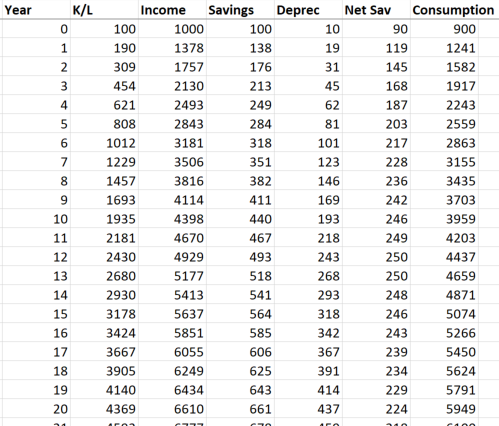 Year K/L Income Savings Deprec Net Sav Consumption
0 100 1000 100 10 90 900
1 190 1378 138 19 119 1241
2 309 1757 176 31 145 1582
3 454 2130 213 45 168 1917
4 621 2493 249 62 187 2243
5 808 2843 284 81 203 2559
6 1012 3181 318 101 217 2863
7 1229 3506 351 123 228 3155
8 1457 3816 382 146 236 3435
9 1693 4114 411 169 242 3703
10 1935 4398 440 193 246 3959
11 2181 4670 467 218 249 4203
12 2430 4929 493 243 250 4437
13 2680 5177 518 268 250 4659
14 2930 5413 541 293 248 4871
15 3178 5637 564 318 246 5074
16 3424 5851 585 342 243 5266
17 3667 6055 606 367 239 5450
18 3905 6249 625 391 234 5624
19 4140 6434 643 414 229 5791
20 4369 6610 661 437 224 5949